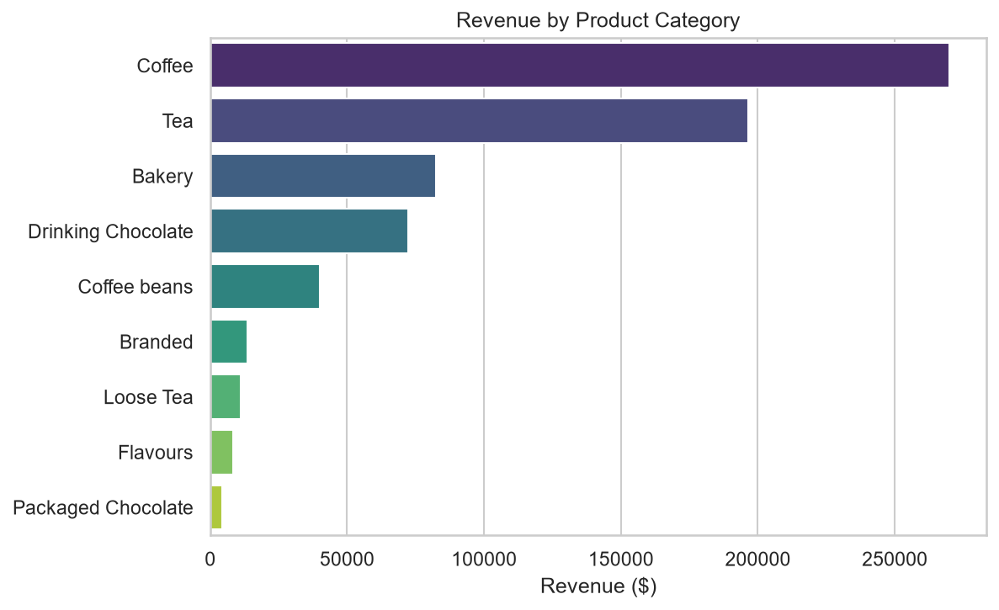 Revenue by Product Category
Coffee
Tea
Bakery
Drinking Chocolate
Coffee beans
Branded
Loose Tea
Flavours
Packaged Chocolate
0 50000 100000 150000 200000 250000
Revenue ($)